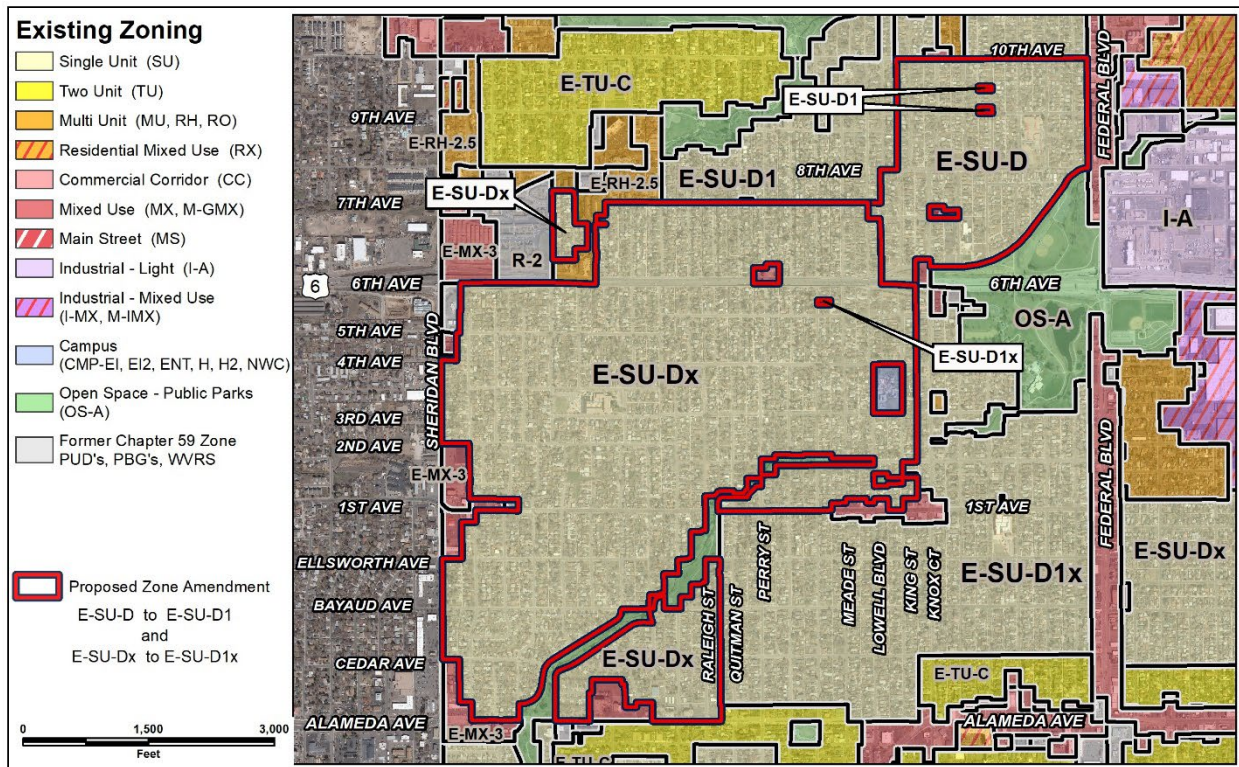 Existing Zoning
Single Unit (SU)
Two Unit (TU)
Multi Unit (MU, RH, RO)
Residential Mixed Use (RX)
Commercial Corridor (CC)
Mixed Use (MX, M-GMX)
Main Street (MS)
Industrial - Light (I-A)
Industrial - Mixed Use
(I-MX, M-IMX)
Campus
(CMP-EI, EI2, ENT, H, H2, NWC)
Open Space - Public Parks
(OS-A)
Former Chapter 59 Zone
PUD's, PBG's, WVRS
Proposed Zone Amendment
E-SU-D to E-SU-D1
and
E-SU-Dx to E-SU-D1x
0 1,500 3,000
Feet
10TH AVE
FEDERAL BLVD
E-TU-C
E-SU-D1
9TH AVE
E-RH-2.5
E-SU-D
E-SU-D1
8TH AVE
E-RH-2.5
E-SU-Dx
7TH AVE
I-A
E-MX-3
R-2
6TH AVE
6TH AVE
6
OS-A
5TH AVE
SHERIDAN BLVD
4TH AVE
E-SU-D1x
E-SU-Dx
3RD AVE
2ND AVE
E-MX-3
FEDERAL BLVD
1ST AVE
1ST AVE
ELLSWORTH AVE
E-SU-Dx
PERRY ST
MEADE ST
LOWELL BLVD
KING ST
KNOX CT
E-SU-D1x
BAYAUD AVE
RALEIGH ST
QUITMAN ST
E-SU-Dx
CEDAR AVE
E-TU-C
ALAMEDA AVE
ALAMEDA AVE
E-MX-3
E-TU-C